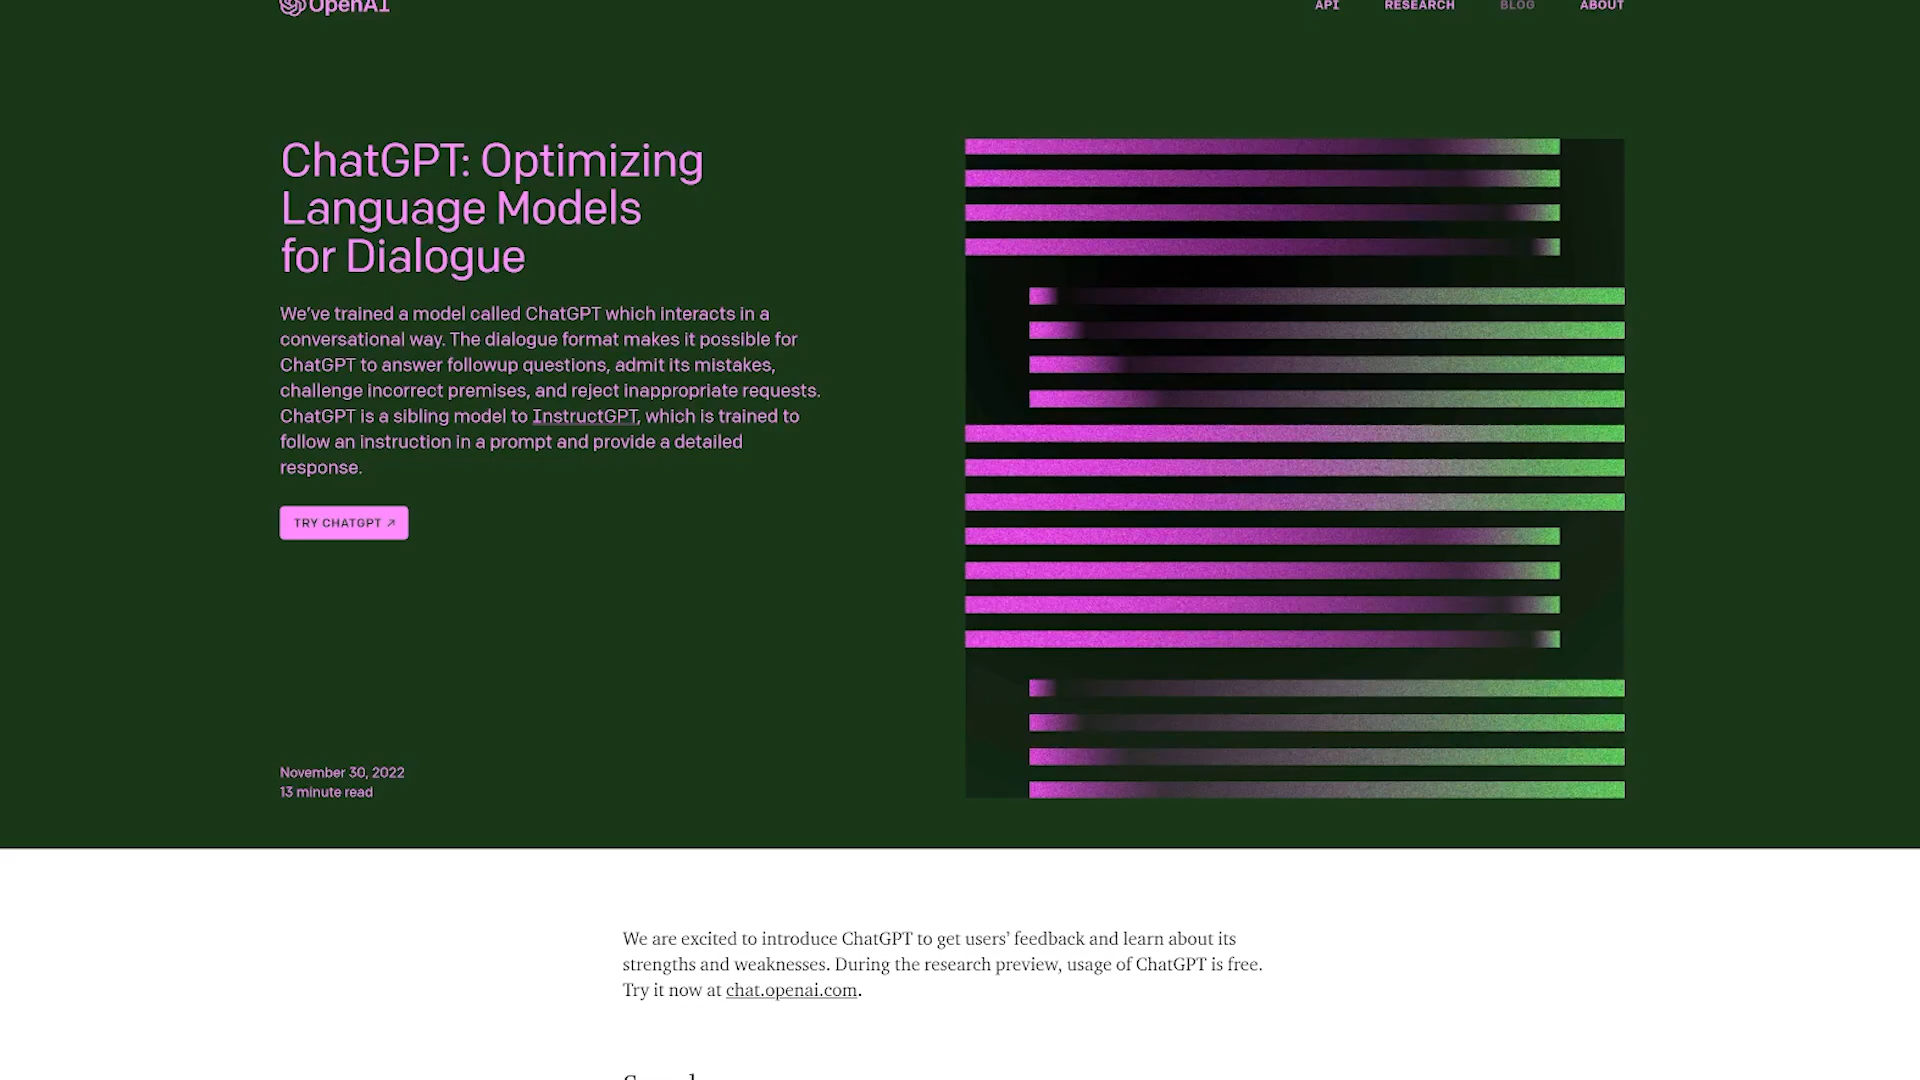 OpenAI
API
RESEARCH
BLOG
ABOUT
ChatGPT: Optimizing
Language Models
for Dialogue
We’ve trained a model called ChatGPT which interacts in a
conversational way. The dialogue format makes it possible for
ChatGPT to answer followup questions, admit its mistakes,
challenge incorrect premises, and reject inappropriate requests.
ChatGPT is a sibling model to InstructGPT, which is trained to
follow an instruction in a prompt and provide a detailed
response.
TRY CHATGPT ↗
November 30, 2022
13 minute read
We are excited to introduce ChatGPT to get users’ feedback and learn about its
strengths and weaknesses. During the research preview, usage of ChatGPT is free.
Try it now at chat.openai.com.